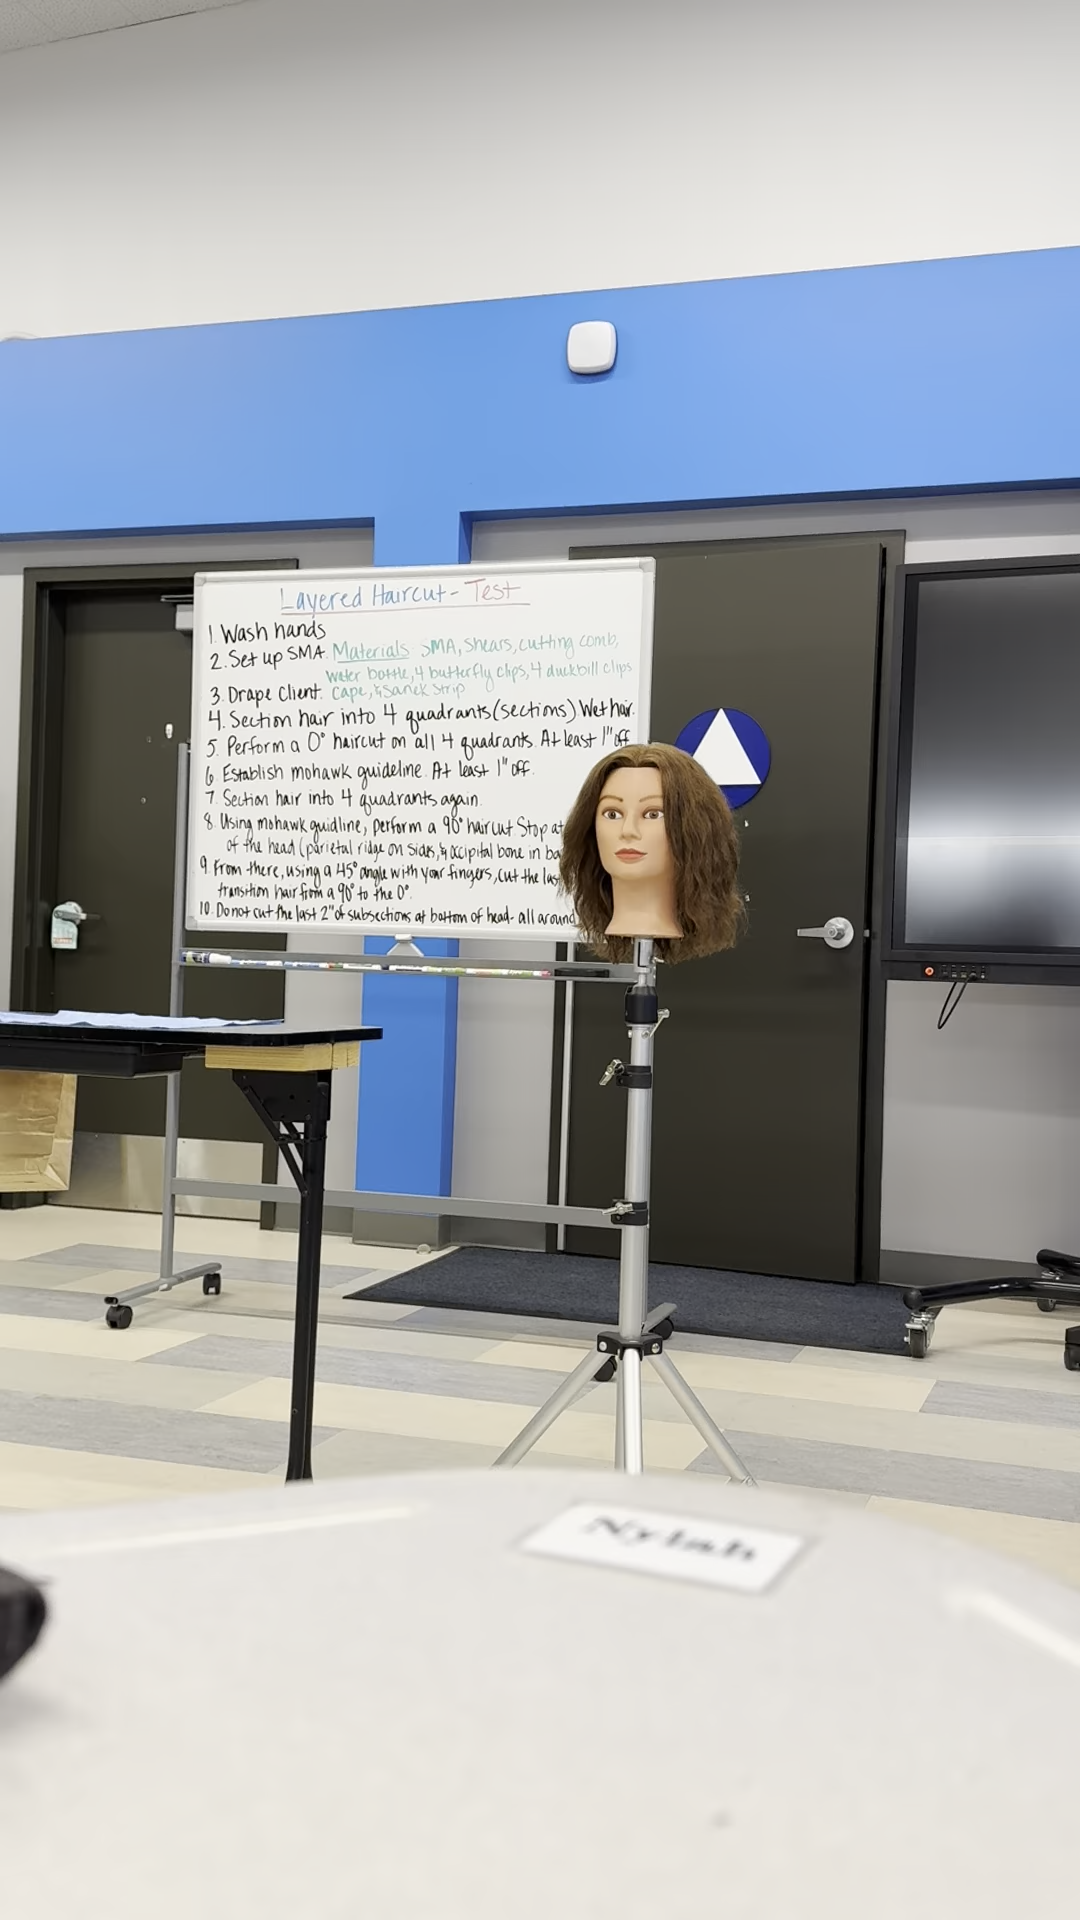 Layered Haircut - Test
1. Wash hands
2. Set up SMA. Materials: SMA, shears, cutting comb,
water bottle, 4 butterfly clips, 4 duckbill clips
3. Drape Client. cape, & Sanek Strip
4. Section hair into 4 quadrants (sections) Wet hair.
5. Perform a 0° haircut on all 4 quadrants. At least 1" off
6. Establish mohawk guideline. At least 1" off.
7. Section hair into 4 quadrants again.
8. Using mohawk guidline, perform a 90° haircut Stop at
of the head (parietal ridge on sides, & occipital bone in ba
9. From there, using a 45° angle with your fingers, cut the las
transition hair from a 90° to the 0°.
10. Do not cut the last 2" of subsections at bottom of head- all around
Nylah